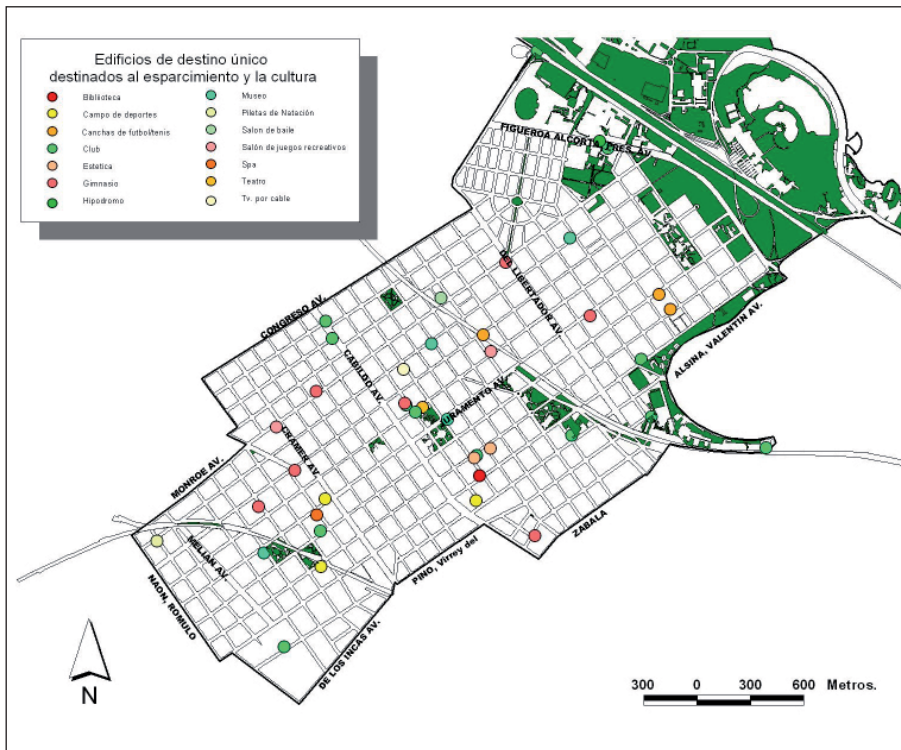 Edificios de destino único
destinados al esparcimiento y la cultura
Biblioteca
Campo de deportes
Canchas de futbol/tenis
Club
Estetica
Gimnasio
Hipodromo
Museo
Piletas de Natación
Salon de baile
Salón de juegos recreativos
Spa
Teatro
Tv. por cable
FIGUEROA ALCORTA, PRES. AV.
DEL LIBERTADOR AV.
CONGRESO AV.
CABILDO AV.
JURAMENTO AV.
ALSINA, VALENTIN AV.
CRAMER AV.
MONROE AV.
MELIAN AV.
NAON, ROMULO
PINO, Virrey del
ZABALA
DE LOS INCAS AV.
N
300 0 300 600 Metros.